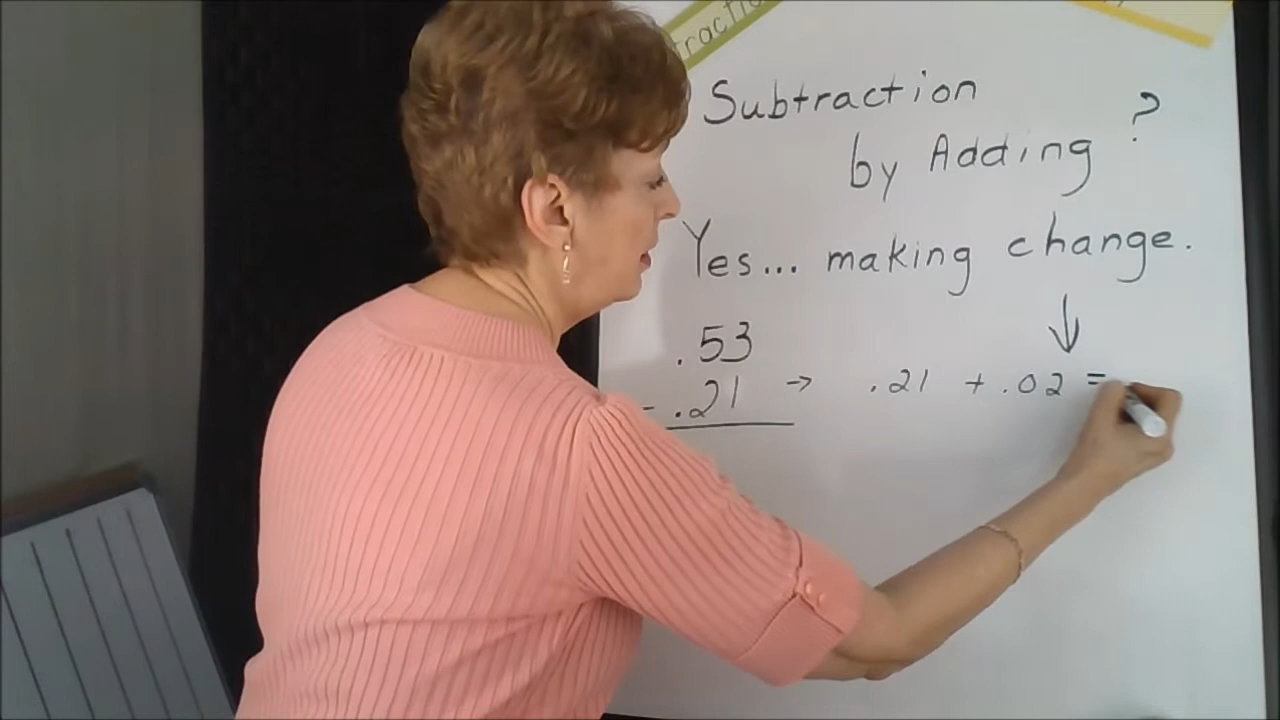 Subtraction
by Adding ?
Yes... making change.
.53
- .21 → .21 + .02 =